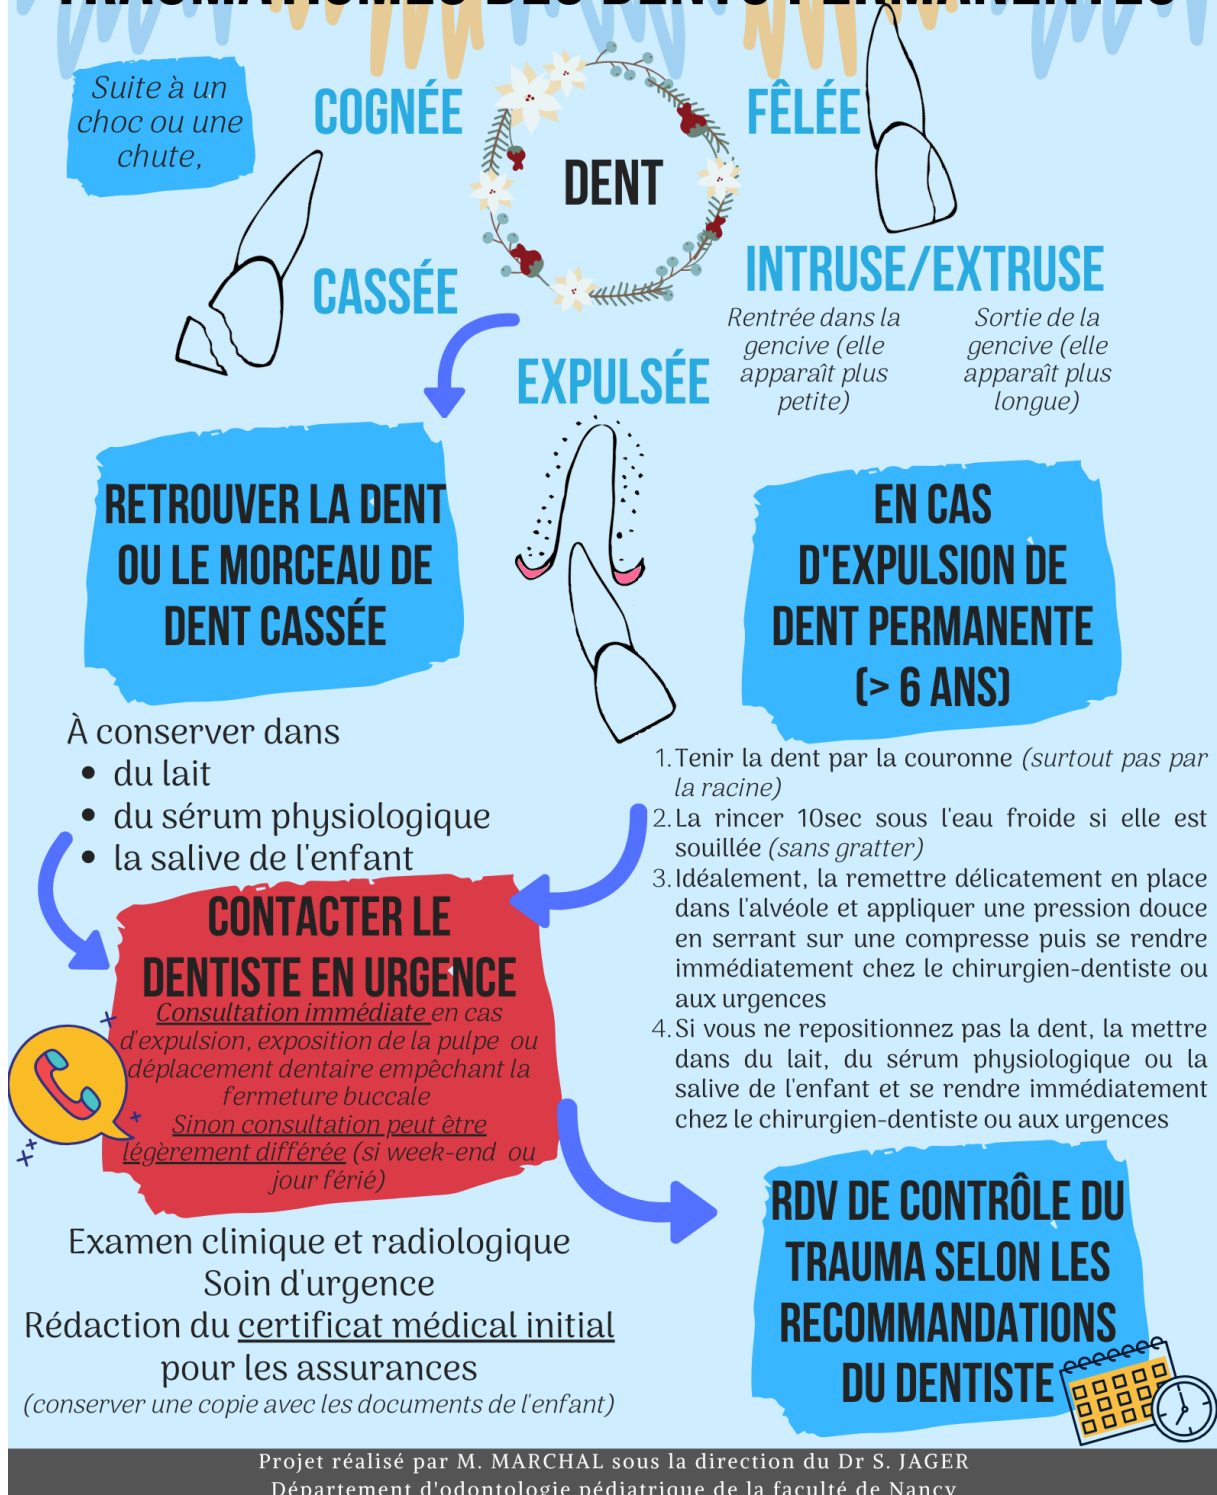 TRAUMATISMES DES DENTS PERMANENTES
Suite à un
choc ou une
chute,
COGNÉE
FÊLÉE
DENT
CASSÉE
INTRUSE/EXTRUSE
Rentrée dans la
gencive (elle
apparaît plus
petite)
Sortie de la
gencive (elle
apparaît plus
longue)
EXPULSÉE
RETROUVER LA DENT
OU LE MORCEAU DE
DENT CASSÉE
À conserver dans
• du lait
• du sérum physiologique
• la salive de l'enfant
EN CAS
D'EXPULSION DE
DENT PERMANENTE
(> 6 ANS)
1. Tenir la dent par la couronne (surtout pas par
la racine)
2. La rincer 10sec sous l'eau froide si elle est
souillée (sans gratter)
3. Idéalement, la remettre délicatement en place
dans l'alvéole et appliquer une pression douce
en serrant sur une compresse puis se rendre
immédiatement chez le chirurgien-dentiste ou
aux urgences
4. Si vous ne repositionnez pas la dent, la mettre
dans du lait, du sérum physiologique ou la
salive de l'enfant et se rendre immédiatement
chez le chirurgien-dentiste ou aux urgences
CONTACTER LE
DENTISTE EN URGENCE
Consultation immédiate en cas
d'expulsion, exposition de la pulpe ou
déplacement dentaire empêchant la
fermeture buccale
Sinon consultation peut être
légèrement différée (si week-end ou
jour férié)
Examen clinique et radiologique
Soin d'urgence
Rédaction du certificat médical initial
pour les assurances
(conserver une copie avec les documents de l'enfant)
RDV DE CONTRÔLE DU
TRAUMA SELON LES
RECOMMANDATIONS
DU DENTISTE
Projet réalisé par M. MARCHAL sous la direction du Dr S. JAGER
Département d'odontologie pédiatrique de la faculté de Nancy